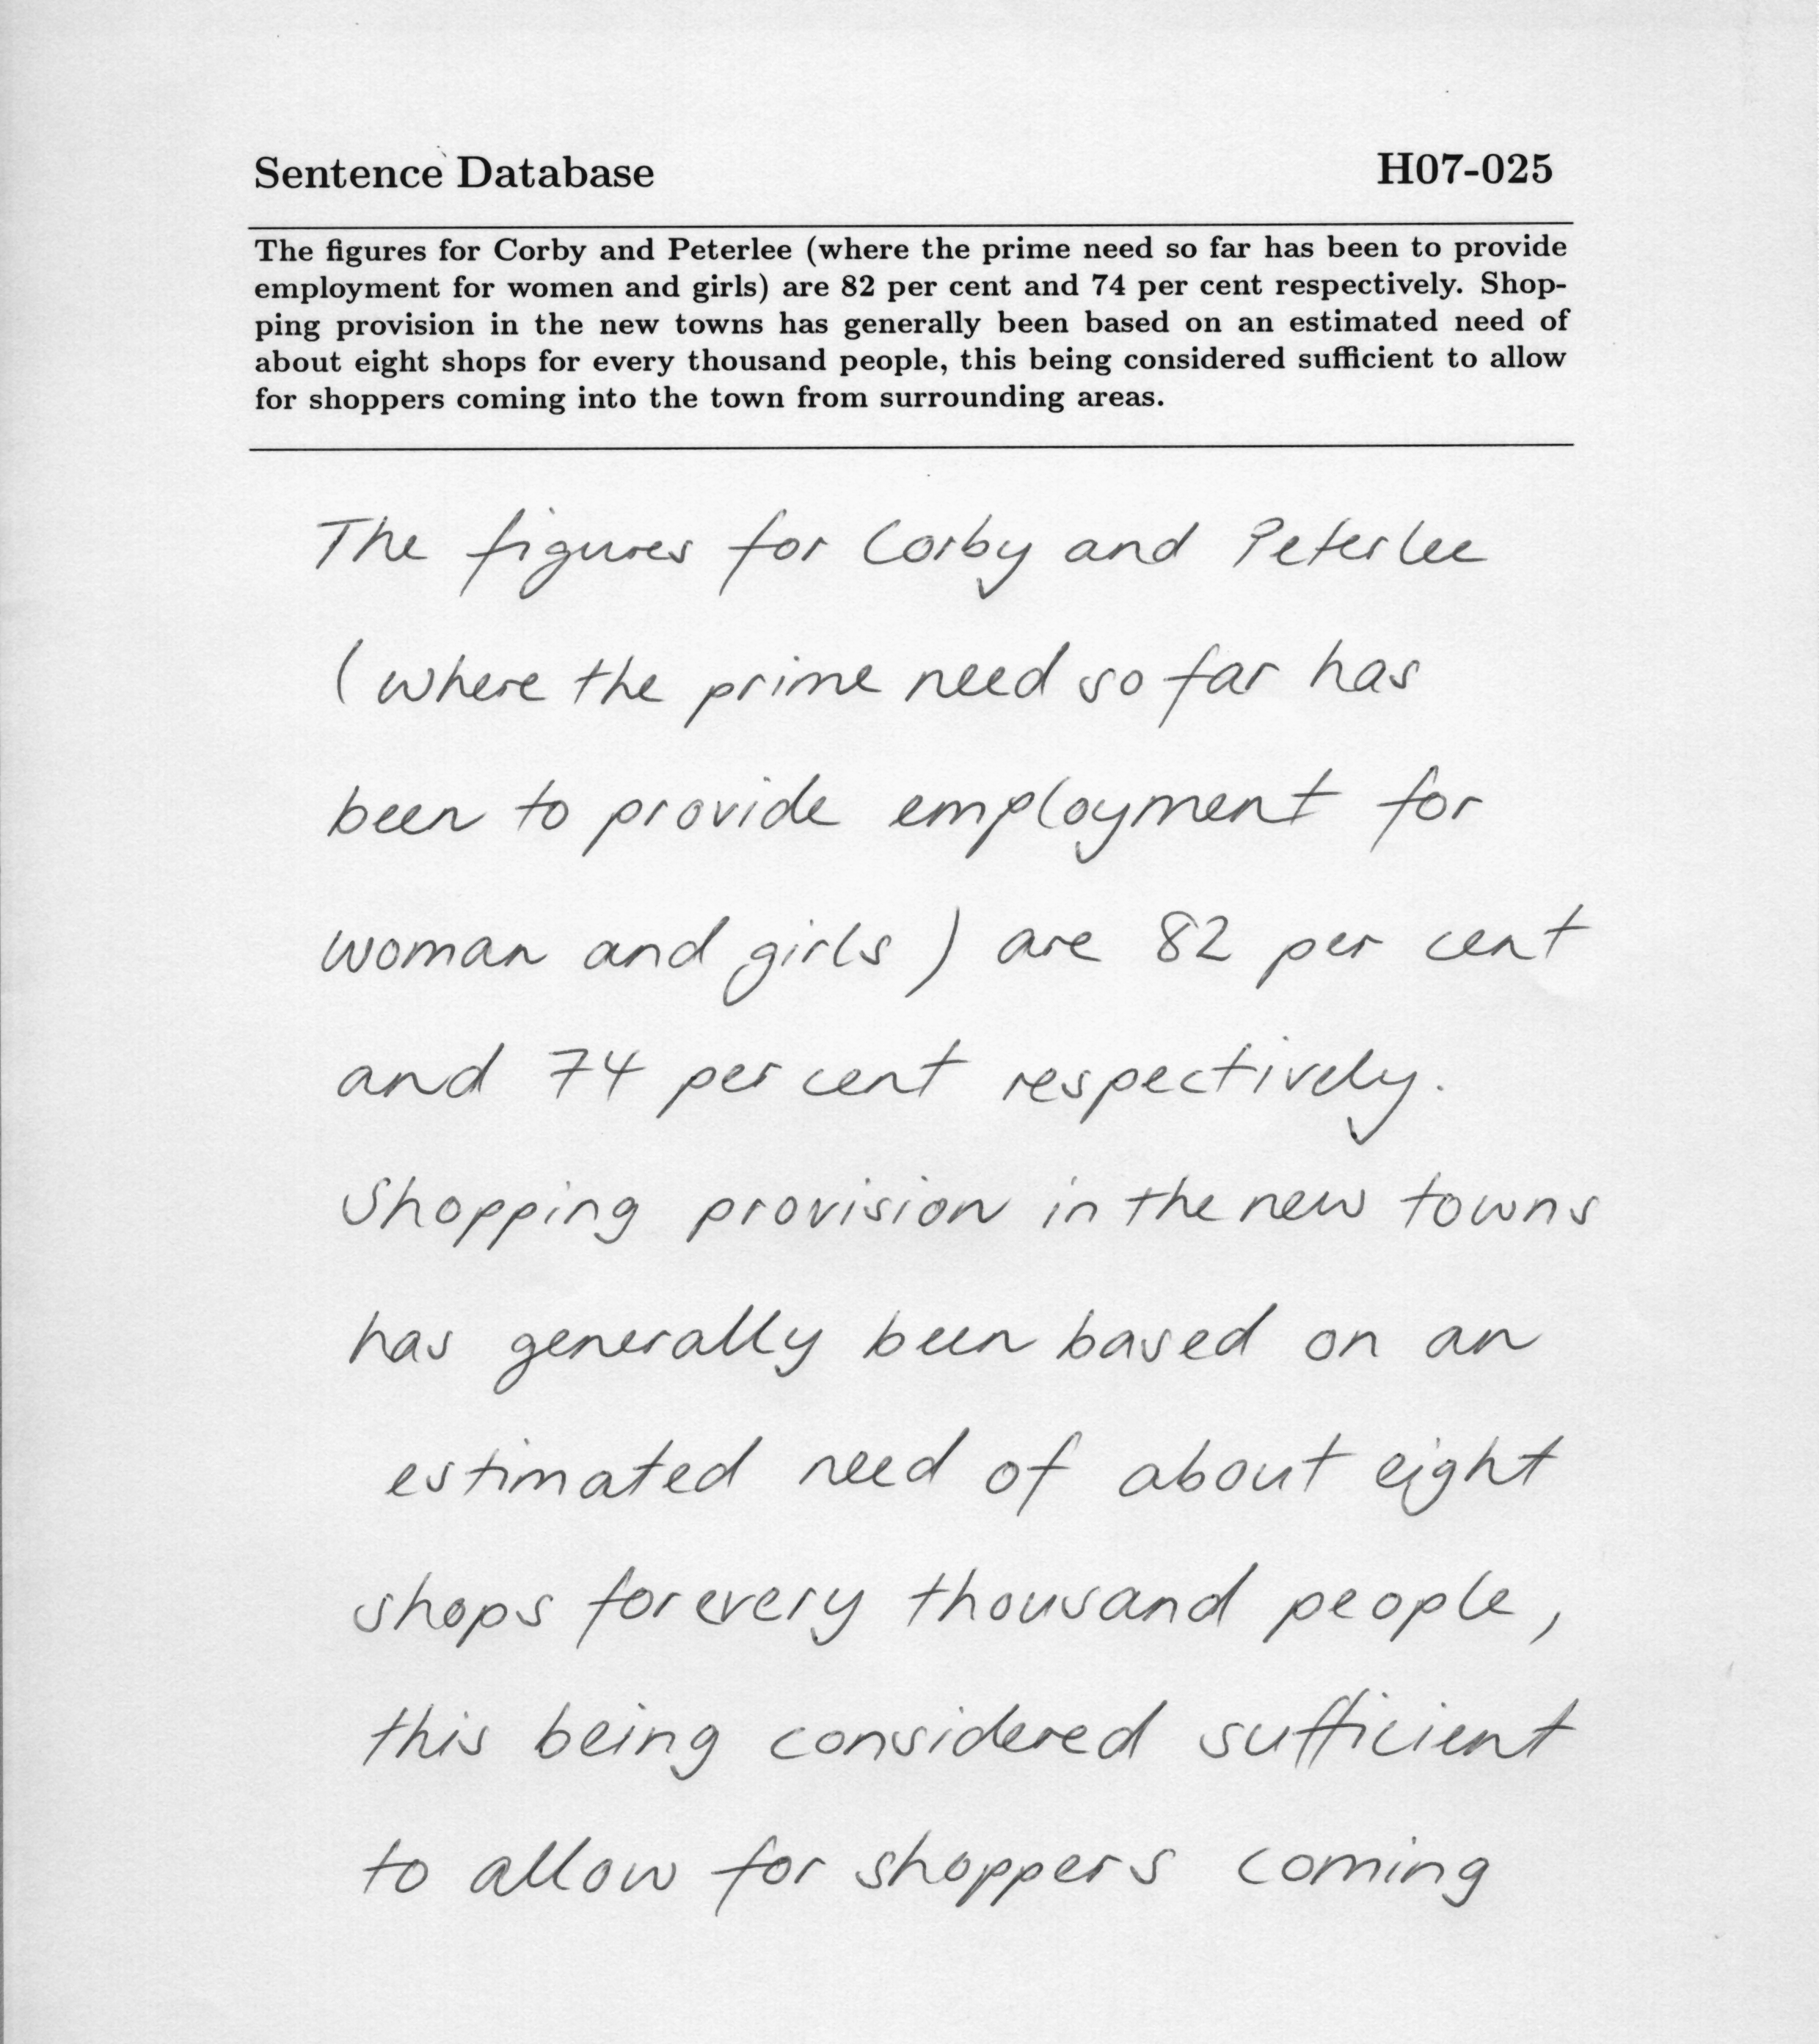 Sentence Database H07-025
The figures for Corby and Peterlee (where the prime need so far has been to provide
employment for women and girls) are 82 per cent and 74 per cent respectively. Shop-
ping provision in the new towns has generally been based on an estimated need of
about eight shops for every thousand people, this being considered sufficient to allow
for shoppers coming into the town from surrounding areas.
The figures for Corby and Peterlee
(where the prime need so far has
been to provide employment for
woman and girls) are 82 per cent
and 74 per cent respectively.
Shopping provision in the new towns
has generally been based on an
estimated need of about eight
shops for every thousand people,
this being considered sufficient
to allow for shoppers coming